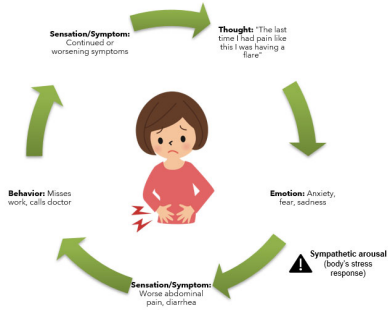 Sensation/Symptom:
Continued or
worsening symptoms
Thought: "The last
time I had pain like
this I was having a
flare"
Emotion: Anxiety,
fear, sadness
Sympathetic arousal
(body's stress
response)
Sensation/Symptom:
Worse abdominal
pain, diarrhea
Behavior: Misses
work, calls doctor